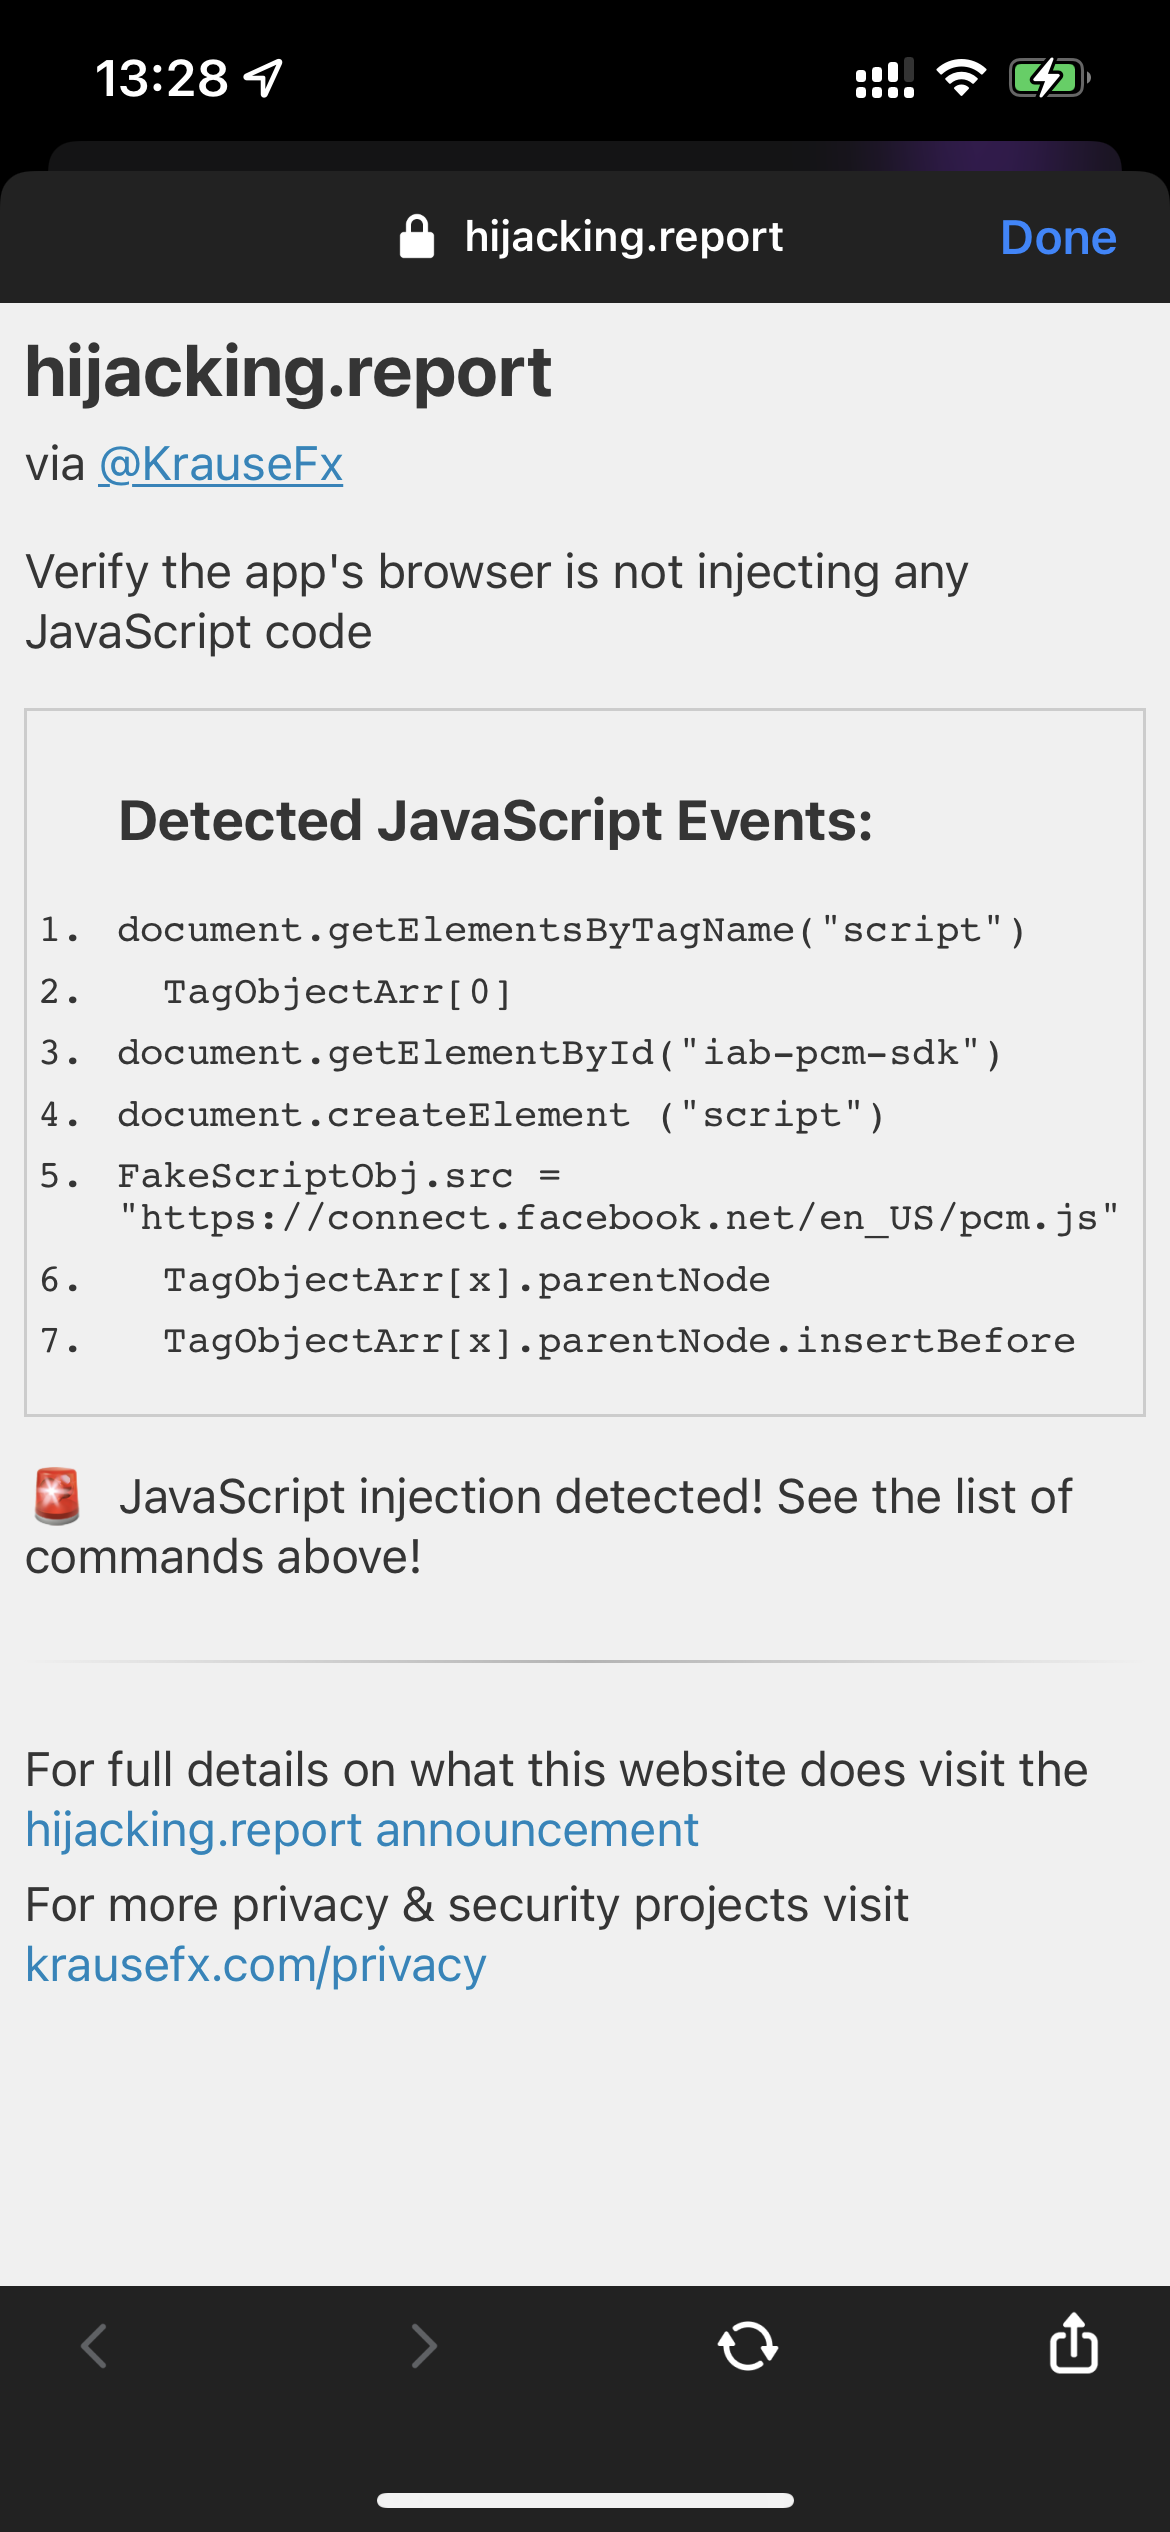 13:28
hijacking.report
Done
hijacking.report
via @KrauseFx
Verify the app's browser is not injecting any
JavaScript code
Detected JavaScript Events:
1. document.getElementsByTagName("script")
2. TagObjectArr[0]
3. document.getElementById("iab-pcm-sdk")
4. document.createElement ("script")
5. FakeScriptObj.src =
"https://connect.facebook.net/en_US/pcm.js"
6. TagObjectArr[x].parentNode
7. TagObjectArr[x].parentNode.insertBefore
🚨 JavaScript injection detected! See the list of
commands above!
For full details on what this website does visit the
hijacking.report announcement
For more privacy & security projects visit
krausefx.com/privacy